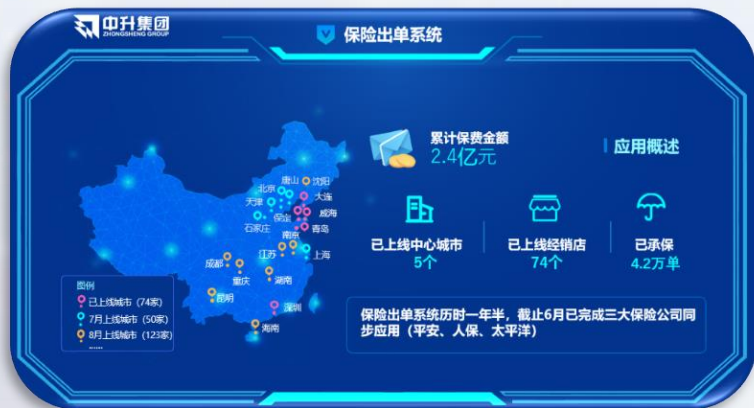 中升集团
ZHONGSHENG GROUP
保险出单系统
累计保费金额
2.4亿元
应用概述
已上线中心城市
5个
已上线经销店
74个
已承保
4.2万单
保险出单系统历时一年半，截止6月已完成三大保险公司同
步应用（平安、人保、太平洋）
唐山
沈阳
北京
大连
天津
威海
保定
石家庄
青岛
南京
江苏
上海
成都
重庆
湖南
昆明
深圳
海南
图例
已上线城市（74家）
7月上线城市（50家）
8月上线城市（123家）
......